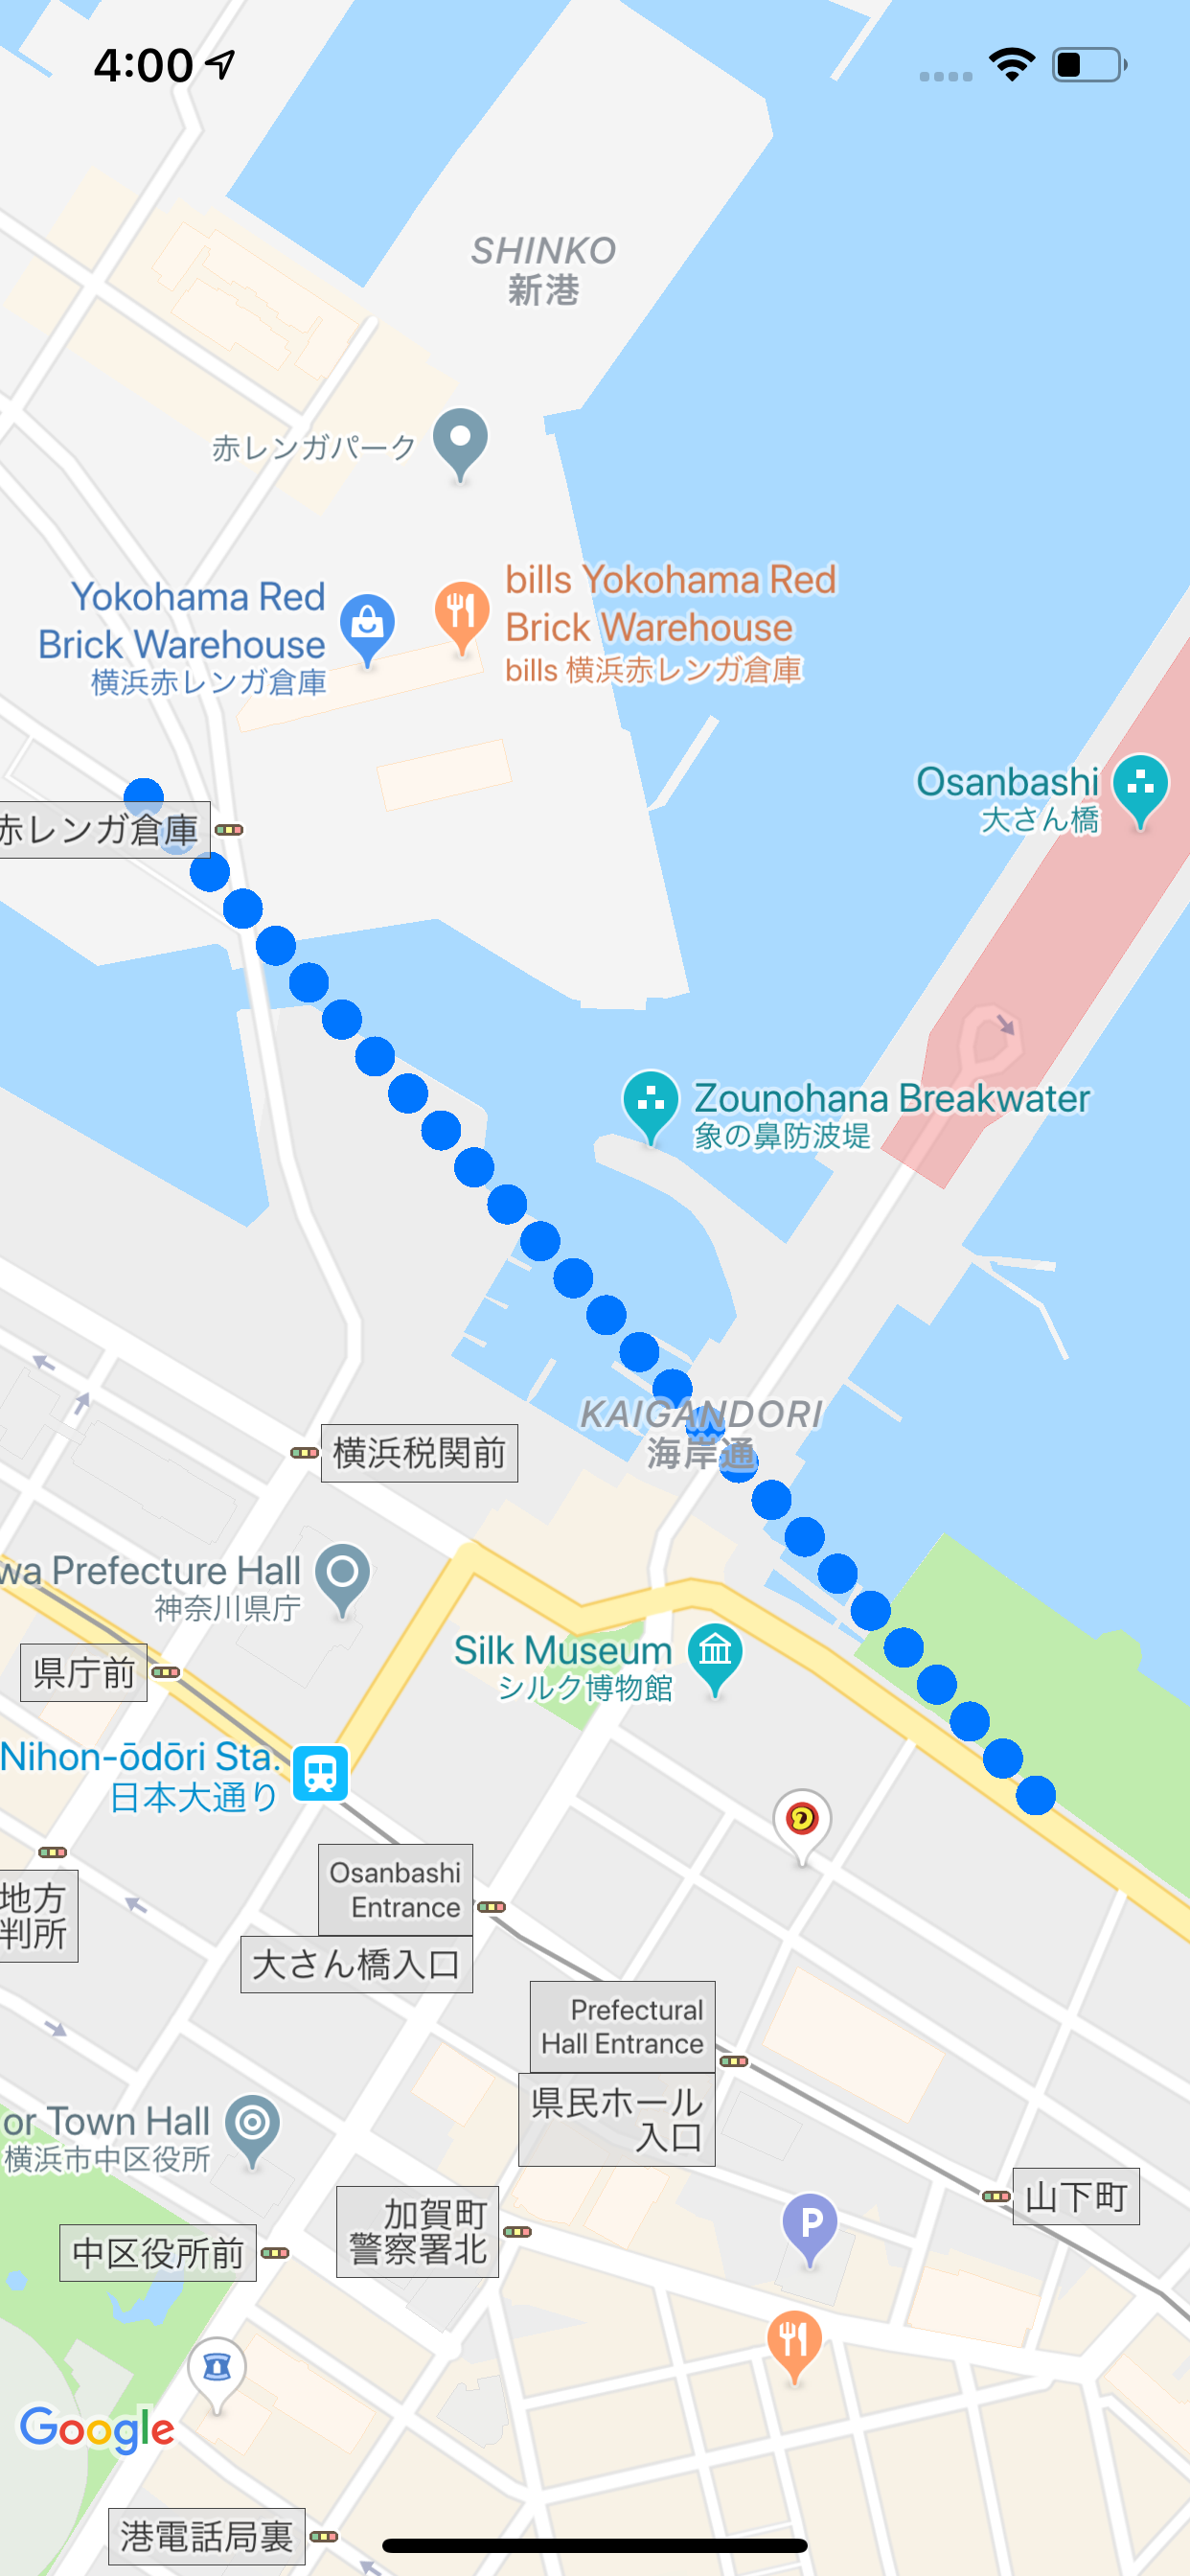 4:00
SHINKO
新港
赤レンガパーク
bills Yokohama Red
Brick Warehouse
bills 横浜赤レンガ倉庫
Yokohama Red
Brick Warehouse
横浜赤レンガ倉庫
Osanbashi
大さん橋
赤レンガ倉庫
Zounohana Breakwater
象の鼻防波堤
KAIGANDORI
海岸通
横浜税関前
wa Prefecture Hall
神奈川県庁
県庁前
Silk Museum
シルク博物館
Nihon-ōdōri Sta.
日本大通り
地方
判所
Osanbashi
Entrance
大さん橋入口
Prefectural
Hall Entrance
県民ホール
入口
or Town Hall
横浜市中区役所
山下町
加賀町
警察署北
中区役所前
P
Google
港電話局裏